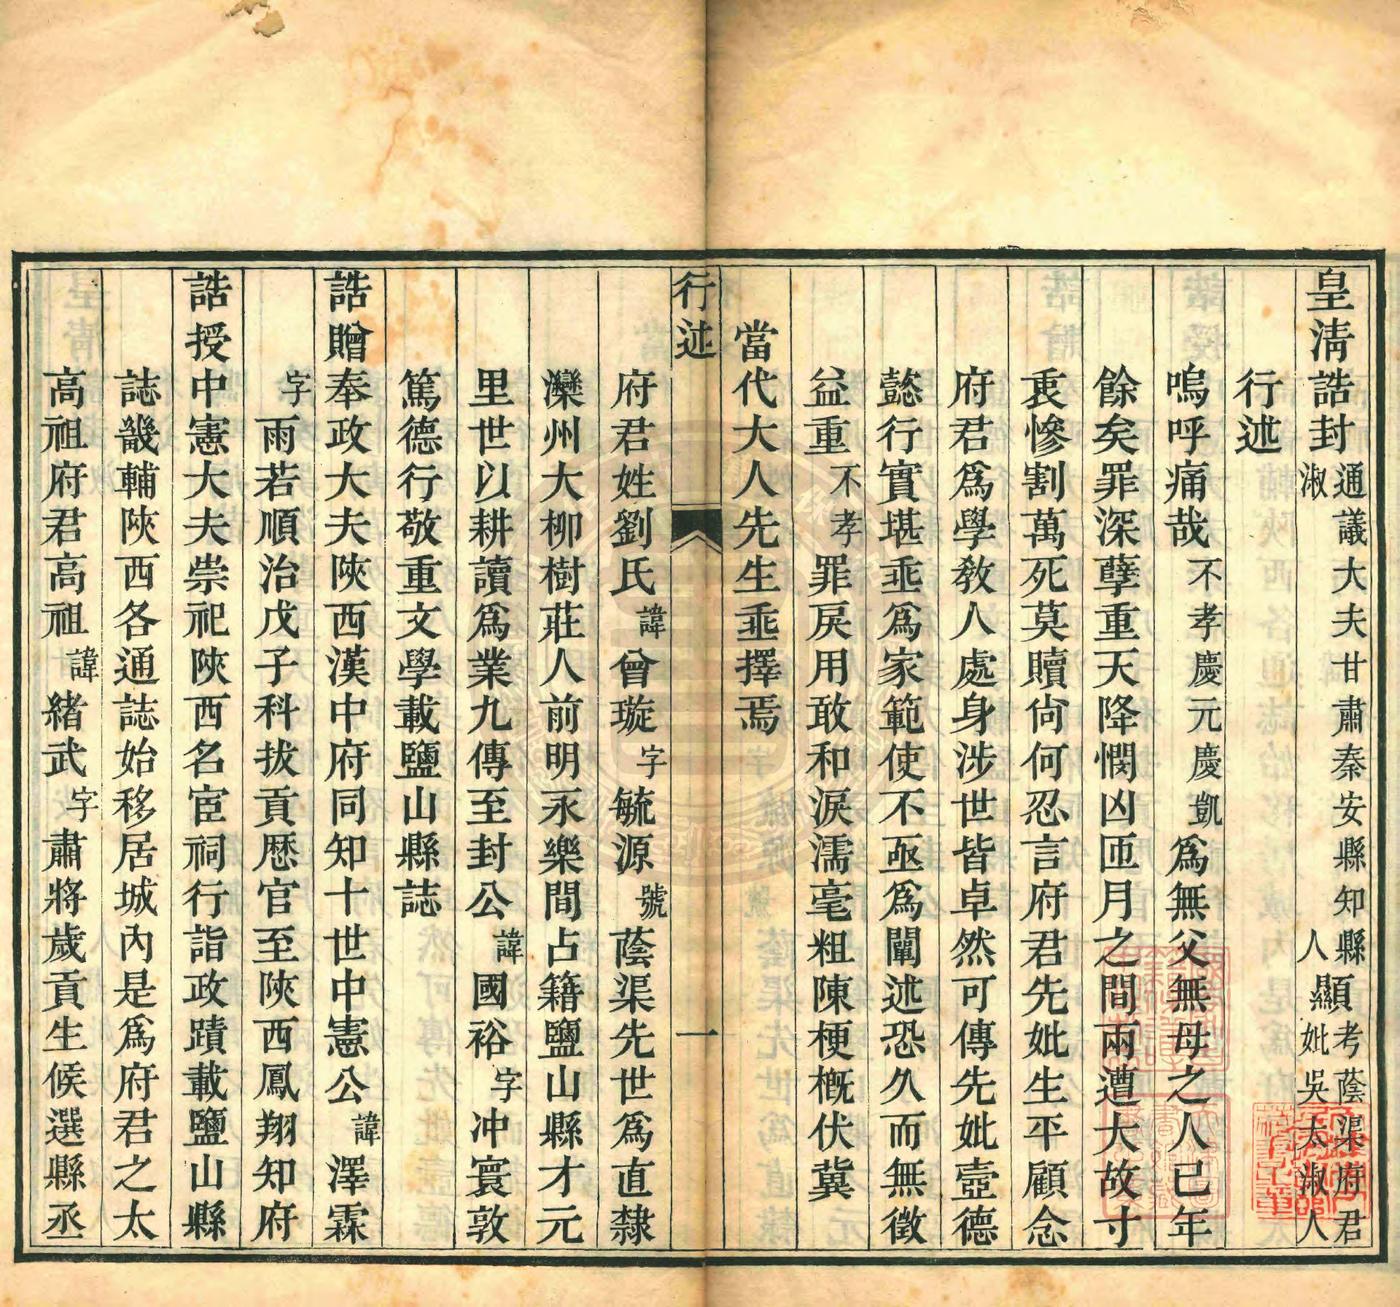 皇淸誥封通議大夫甘肅秦安縣知縣顯考蔭渠府君淑人顯妣吳太淑人
行述
嗚呼痛哉不孝慶元慶凱爲無父無母之人已年
餘矣罪深孽重天降憫凶匝月之間兩遭大故寸
衷慘割萬死莫贖尙何忍言府君先妣生平顧念
府君爲學敎人處身涉世皆卓然可傳先妣壼德
懿行實堪垂爲家範使不亟爲闡述恐久而無徵
益重不孝罪戾用敢和淚濡毫粗陳梗槪伏冀
當代大人先生垂擇焉
行述
一
府君姓劉氏諱曾璇字毓源號蔭渠先世爲直隸
灤州大柳樹莊人前明永樂間占籍鹽山縣才元
里世以耕讀爲業九傳至封公諱國裕字冲寰敦
篤德行敬重文學載鹽山縣誌
誥贈奉政大夫陝西漢中府同知十世中憲公諱澤霖
字雨若順治戊子科拔貢歷官至陝西鳳翔知府
誥授中憲大夫崇祀陝西名宦祠行詣政蹟載鹽山縣
誌畿輔陝西各通誌始移居城內是爲府君之太
高祖府君高祖諱緒武字肅將歲貢生候選縣丞